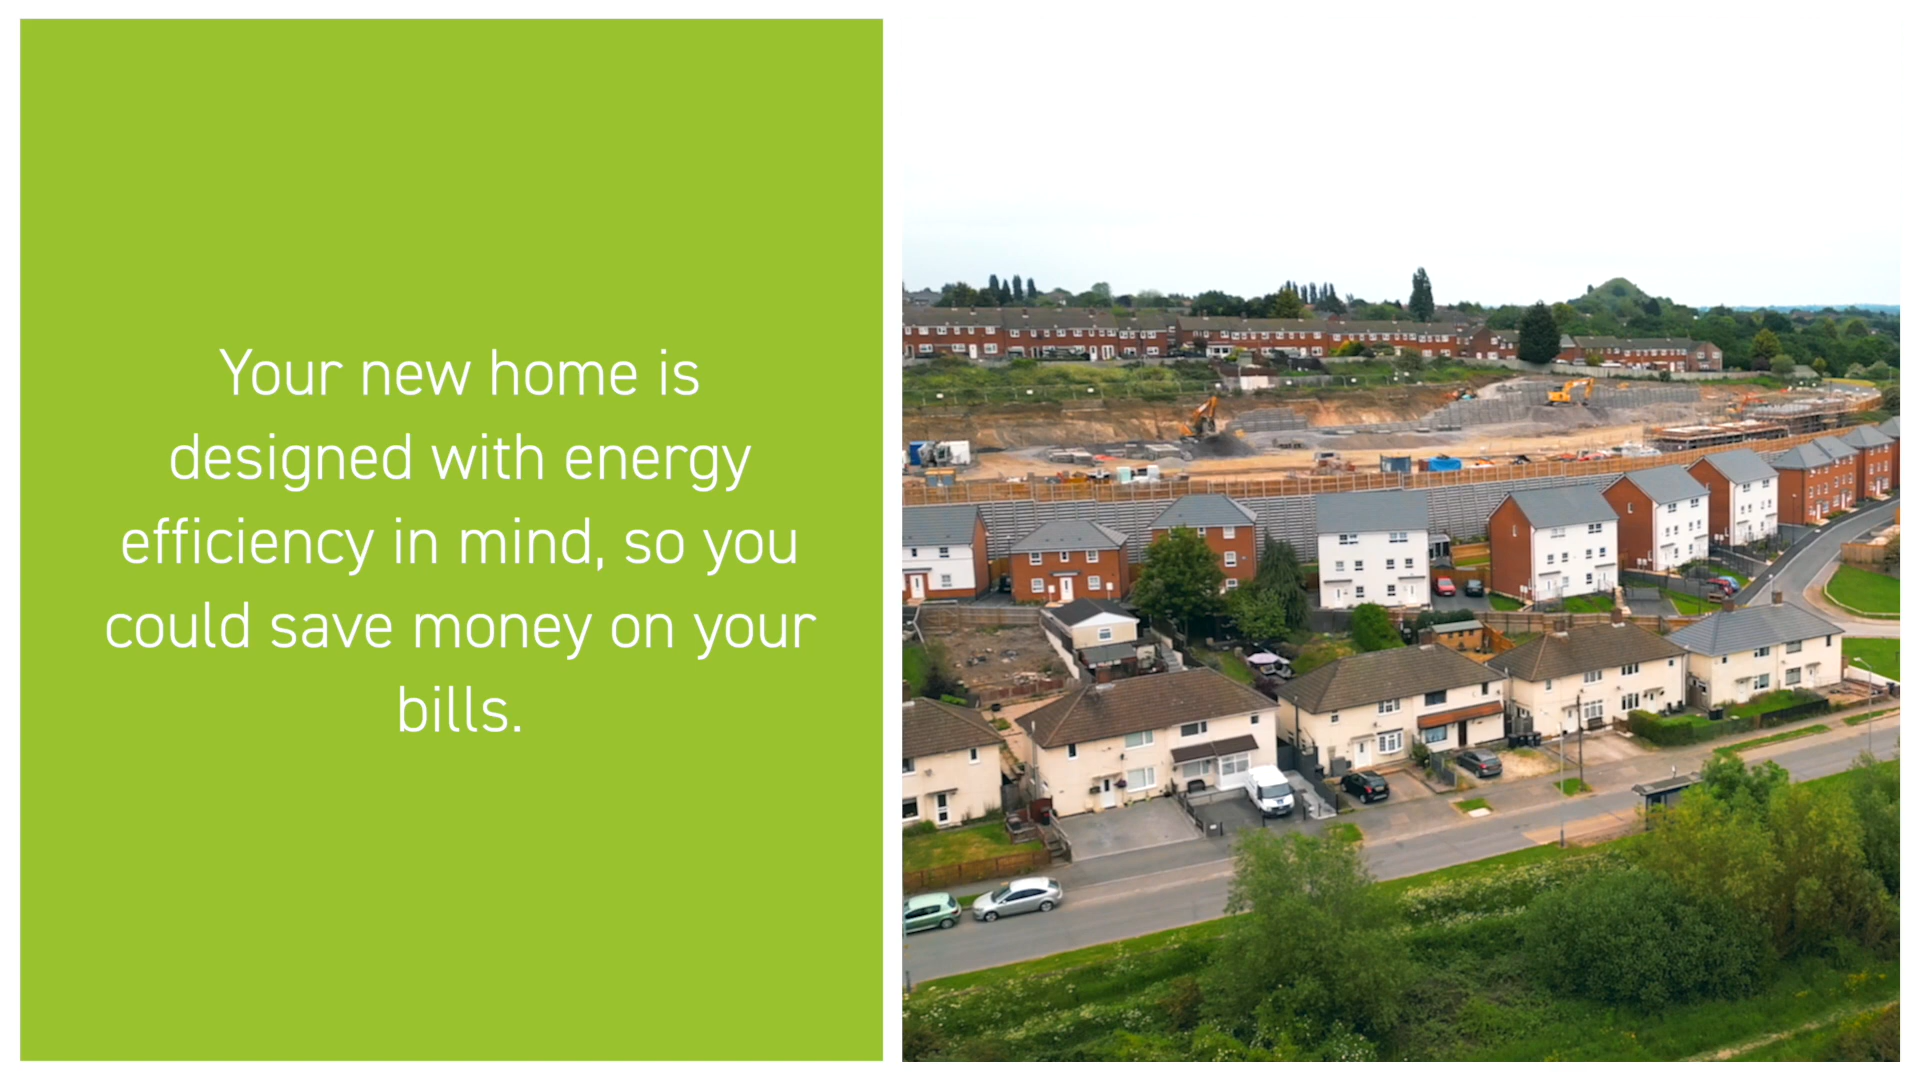 Your new home is
designed with energy
efficiency in mind, so you
could save money on your
bills.